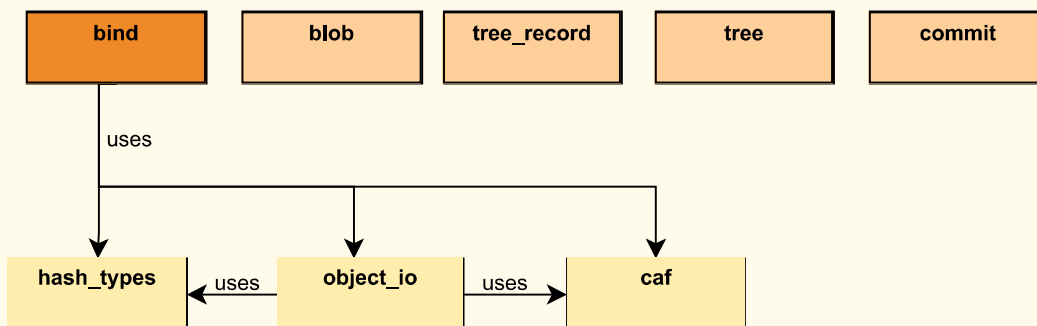 bind
blob
tree_record
tree
commit
uses
hash_types
uses
object_io
uses
caf